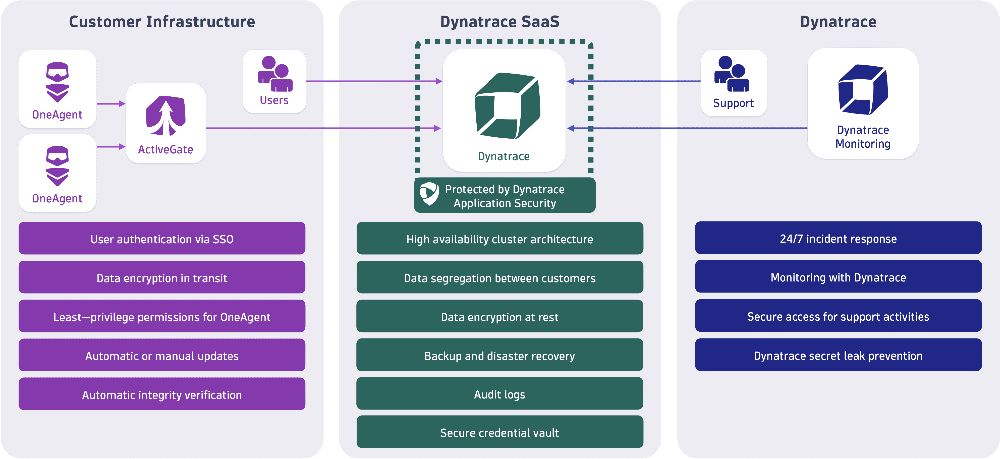 Customer Infrastructure
OneAgent
OneAgent
ActiveGate
Users
User authentication via SSO
Data encryption in transit
Least—privilege permissions for OneAgent
Automatic or manual updates
Automatic integrity verification
Dynatrace SaaS
Dynatrace
Protected by Dynatrace
Application Security
High availability cluster architecture
Data segregation between customers
Data encryption at rest
Backup and disaster recovery
Audit logs
Secure credential vault
Dynatrace
Support
Dynatrace
Monitoring
24/7 incident response
Monitoring with Dynatrace
Secure access for support activities
Dynatrace secret leak prevention